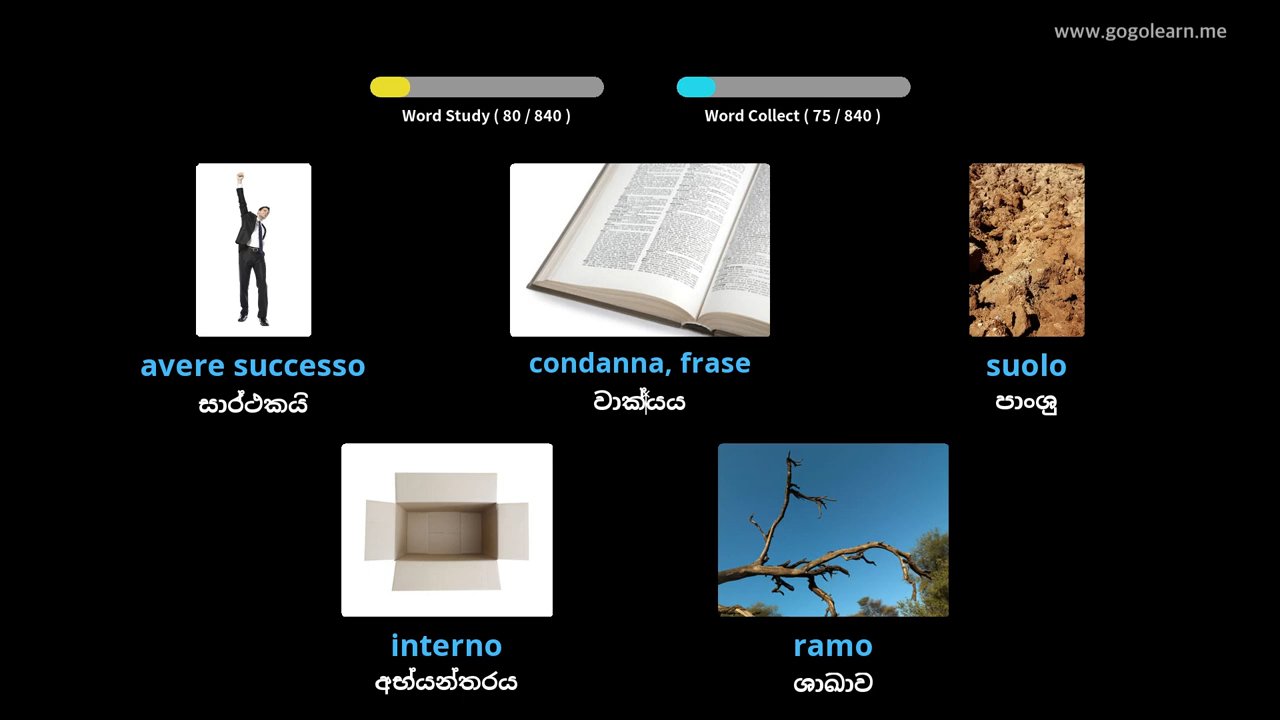 www.gogolearn.me
Word Study ( 80 / 840 )
Word Collect ( 75 / 840 )
avere successo
සාර්ථකයි
condanna, frase
වාක්යය
suolo
පාංශු
interno
අභ්යන්තරය
ramo
ශාඛාව